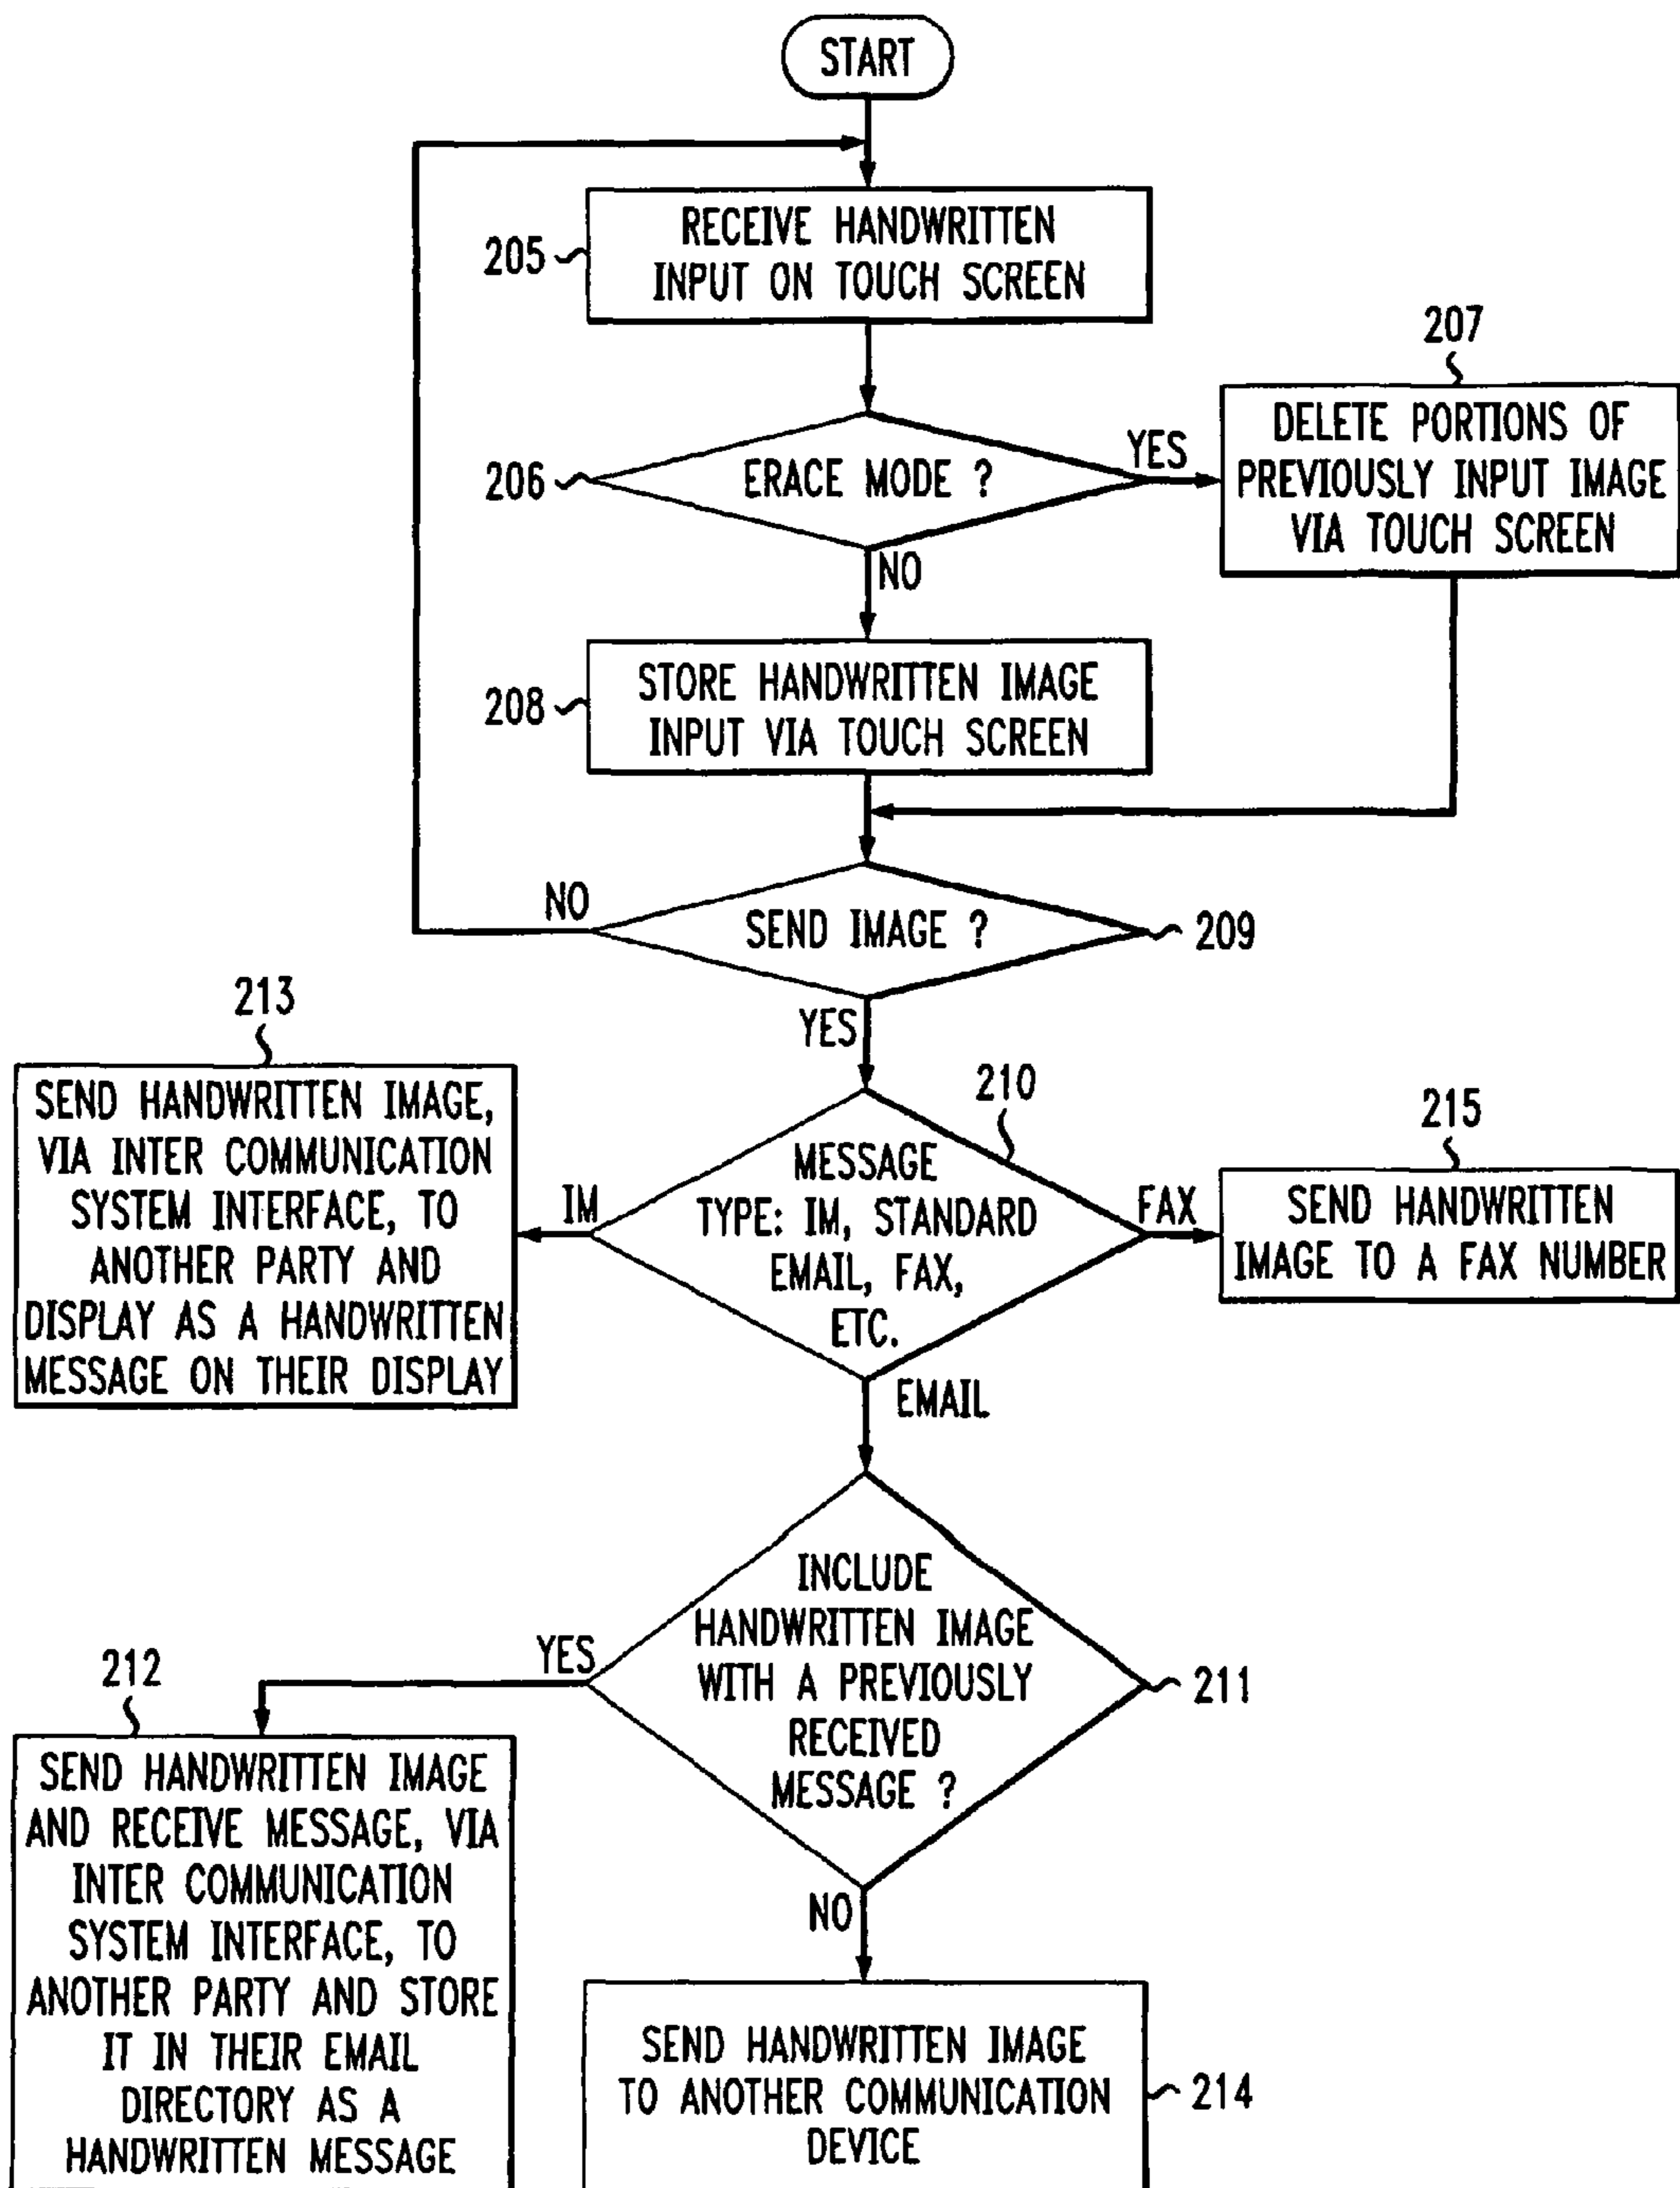 START
205
RECEIVE HANDWRITTEN
INPUT ON TOUCH SCREEN
206
ERACE MODE ?
YES
NO
207
DELETE PORTIONS OF
PREVIOUSLY INPUT IMAGE
VIA TOUCH SCREEN
208
STORE HANDWRITTEN IMAGE
INPUT VIA TOUCH SCREEN
NO
SEND IMAGE ?
209
YES
213
SEND HANDWRITTEN IMAGE,
VIA INTER COMMUNICATION
SYSTEM INTERFACE, TO
ANOTHER PARTY AND
DISPLAY AS A HANDWRITTEN
MESSAGE ON THEIR DISPLAY
IM
210
MESSAGE
TYPE: IM, STANDARD
EMAIL, FAX,
ETC.
FAX
215
SEND HANDWRITTEN
IMAGE TO A FAX NUMBER
EMAIL
INCLUDE
HANDWRITTEN IMAGE
WITH A PREVIOUSLY
RECEIVED
MESSAGE ?
211
YES
212
SEND HANDWRITTEN IMAGE
AND RECEIVE MESSAGE, VIA
INTER COMMUNICATION
SYSTEM INTERFACE, TO
ANOTHER PARTY AND STORE
IT IN THEIR EMAIL
DIRECTORY AS A
HANDWRITTEN MESSAGE
NO
SEND HANDWRITTEN IMAGE
TO ANOTHER COMMUNICATION
DEVICE
214